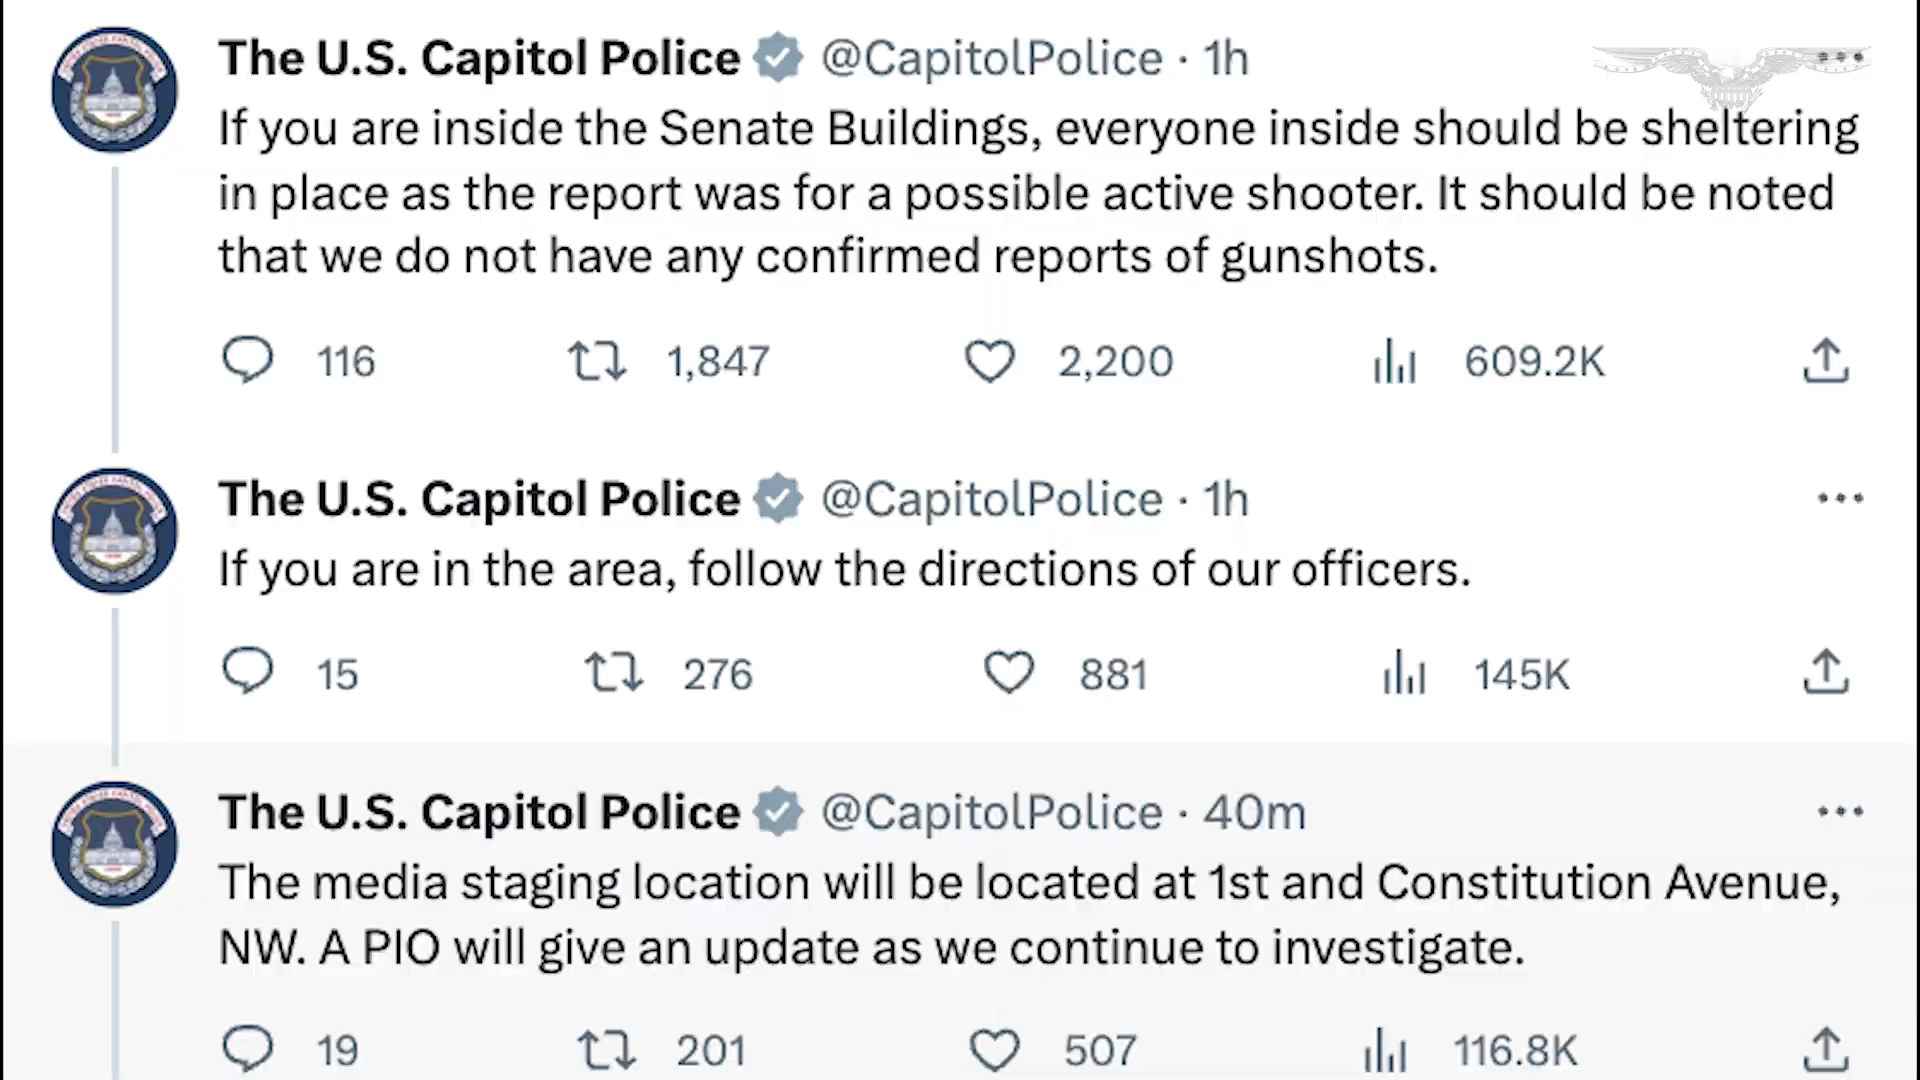 The U.S. Capitol Police @CapitolPolice · 1h
If you are inside the Senate Buildings, everyone inside should be sheltering
in place as the report was for a possible active shooter. It should be noted
that we do not have any confirmed reports of gunshots.
116 1,847 2,200 609.2K
The U.S. Capitol Police @CapitolPolice · 1h
If you are in the area, follow the directions of our officers.
15 276 881 145K
The U.S. Capitol Police @CapitolPolice · 40m
The media staging location will be located at 1st and Constitution Avenue,
NW. A PIO will give an update as we continue to investigate.
19 201 507 116.8K